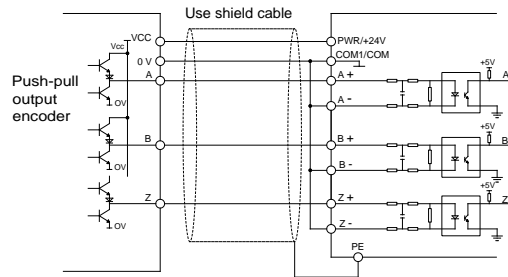 Use shield cable
VCC
PWR/+24V
Vcc
0 V
COM1/COM
+5V
A
A +
A
Push-pull
output
encoder
0V
A -
+5V
B
B +
B
0V
B -
+5V
Z
Z +
Z
0V
Z -
PE